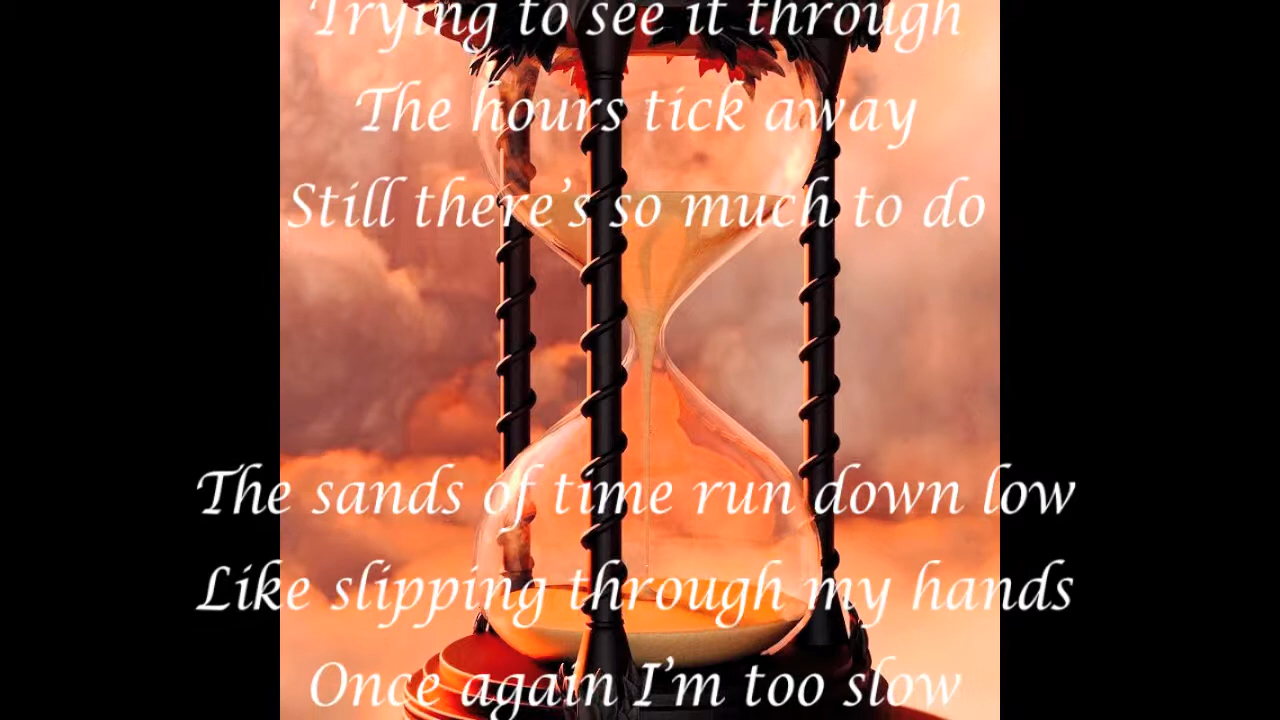 Trying to see it through
The hours tick away
Still there's so much to do
The sands of time run down low
Like slipping through my hands
Once again I'm too slow